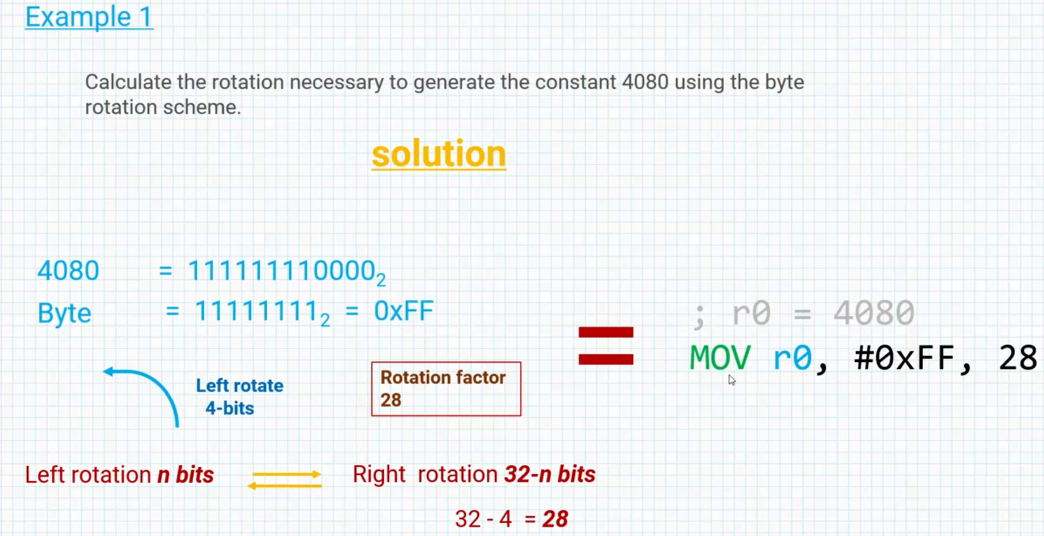 Example 1
Calculate the rotation necessary to generate the constant 4080 using the byte
rotation scheme.
solution
4080 = 111111110000₂
Byte = 11111111₂ = 0xFF
; r0 = 4080
MOV r0, #0xFF, 28
Left rotate
4-bits
Rotation factor
28
Left rotation n bits
Right rotation 32-n bits
32 - 4 = 28